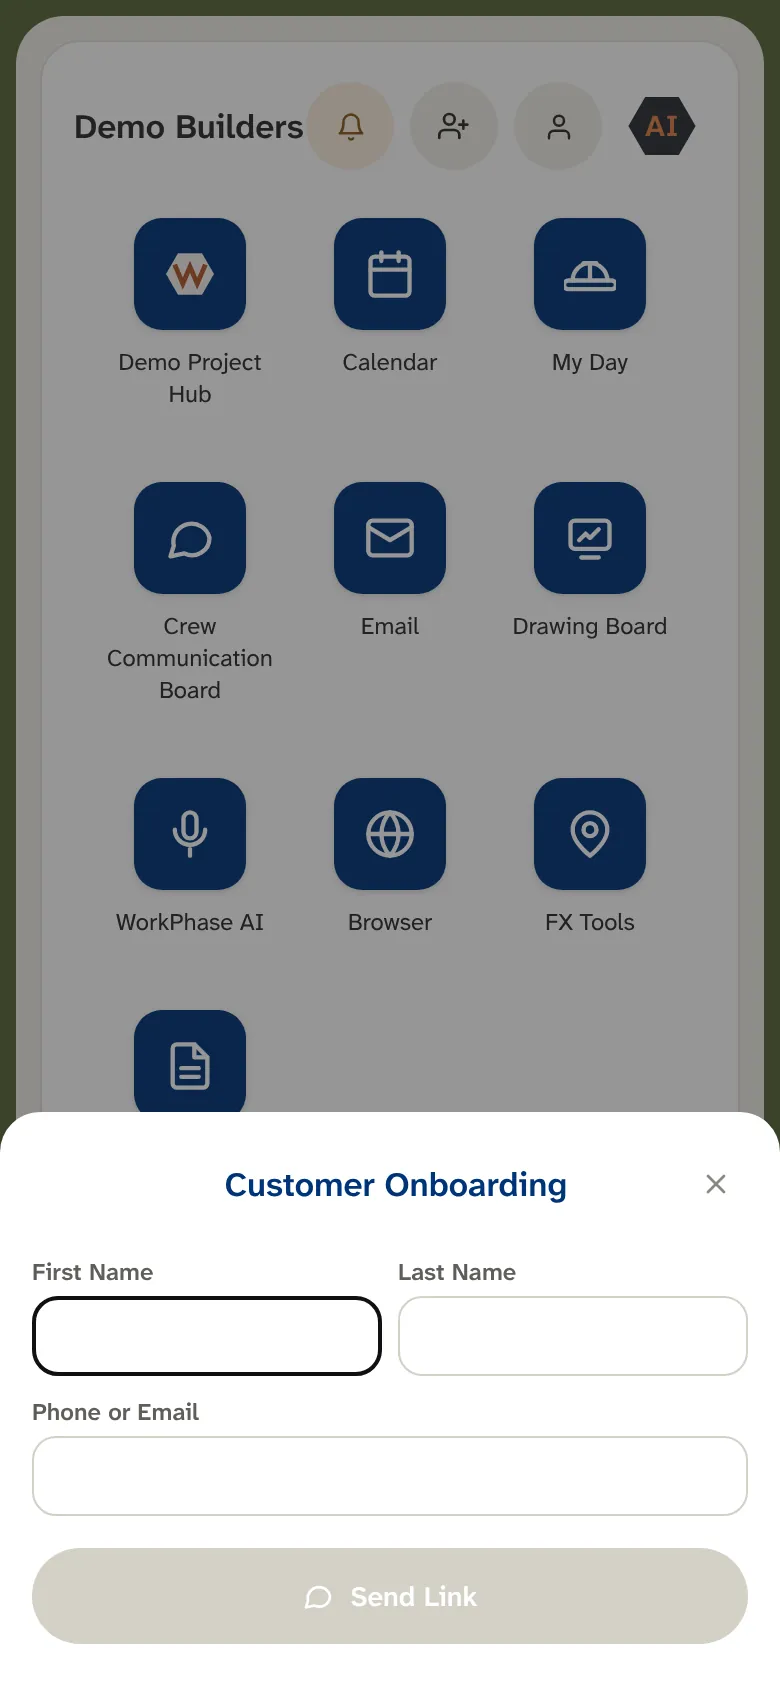 Demo Builders
AI
W
Demo Project
Hub
Calendar
My Day
Crew
Communication
Board
Email
Drawing Board
WorkPhase AI
Browser
FX Tools
Customer Onboarding
First Name
Last Name
Phone or Email
Send Link